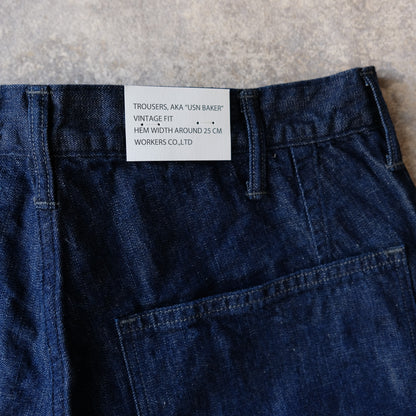 TROUSERS, AKA "USN BAKER"
VINTAGE FIT
HEM WIDTH AROUND 25 CM
WORKERS CO.,LTD